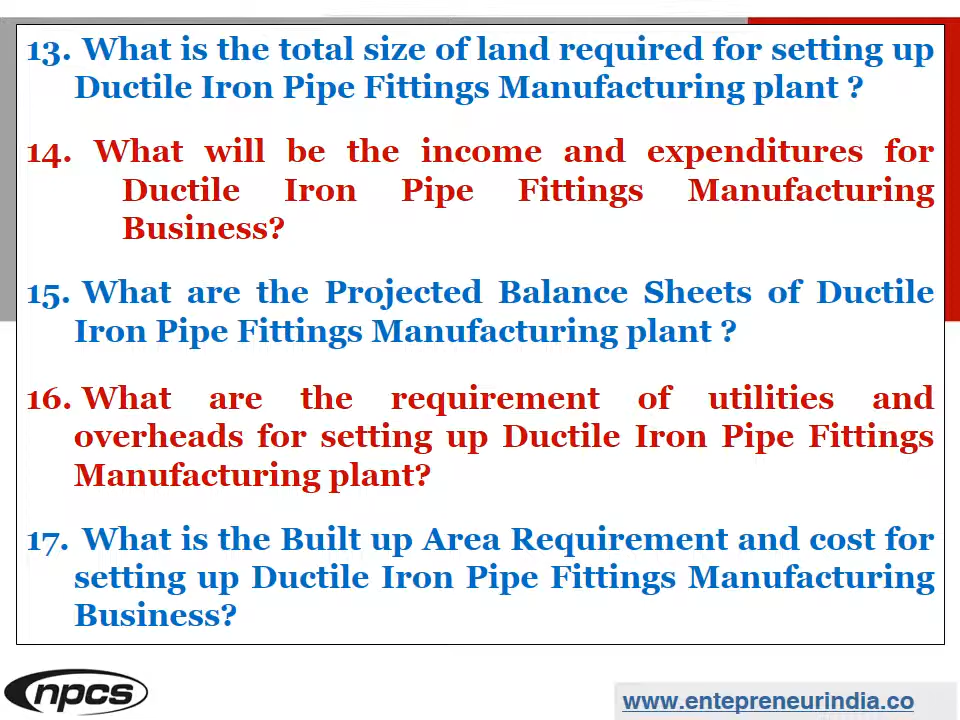 13. What is the total size of land required for setting up
Ductile Iron Pipe Fittings Manufacturing plant ?
14. What will be the income and expenditures for
Ductile Iron Pipe Fittings Manufacturing
Business?
15. What are the Projected Balance Sheets of Ductile
Iron Pipe Fittings Manufacturing plant ?
16. What are the requirement of utilities and
overheads for setting up Ductile Iron Pipe Fittings
Manufacturing plant?
17. What is the Built up Area Requirement and cost for
setting up Ductile Iron Pipe Fittings Manufacturing
Business?
npcs
www.entepreneurindia.co